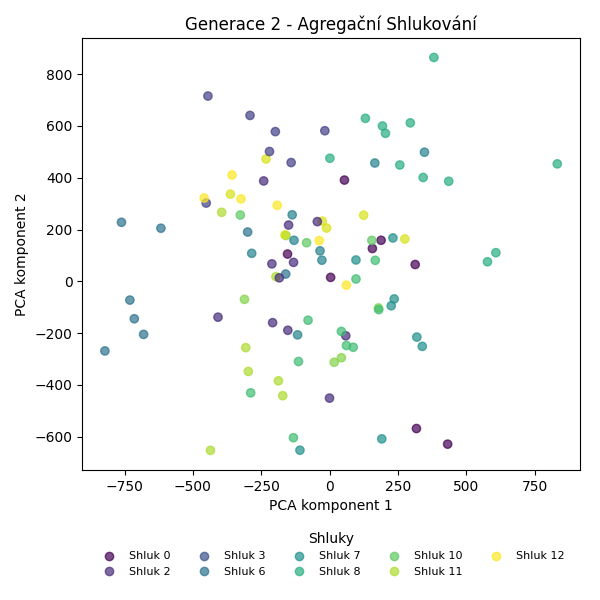 Generace 2 - Agregační Shlukování
PCA komponent 2
800
600
400
200
0
−200
−400
−600
−750
−500
−250
0
250
500
750
PCA komponent 1
Shluky
Shluk 0
Shluk 3
Shluk 7
Shluk 10
Shluk 12
Shluk 2
Shluk 6
Shluk 8
Shluk 11